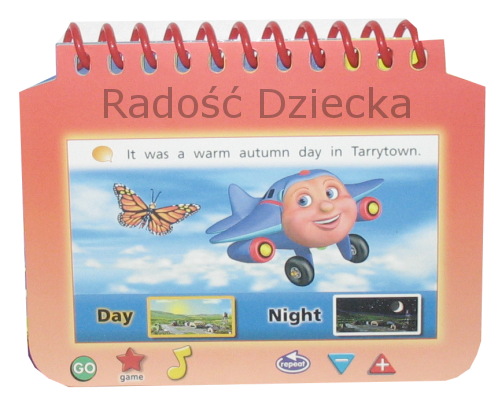 Radość Dziecka
It was a warm autumn day in Tarrytown.
Day
Night
GO
game
repeat